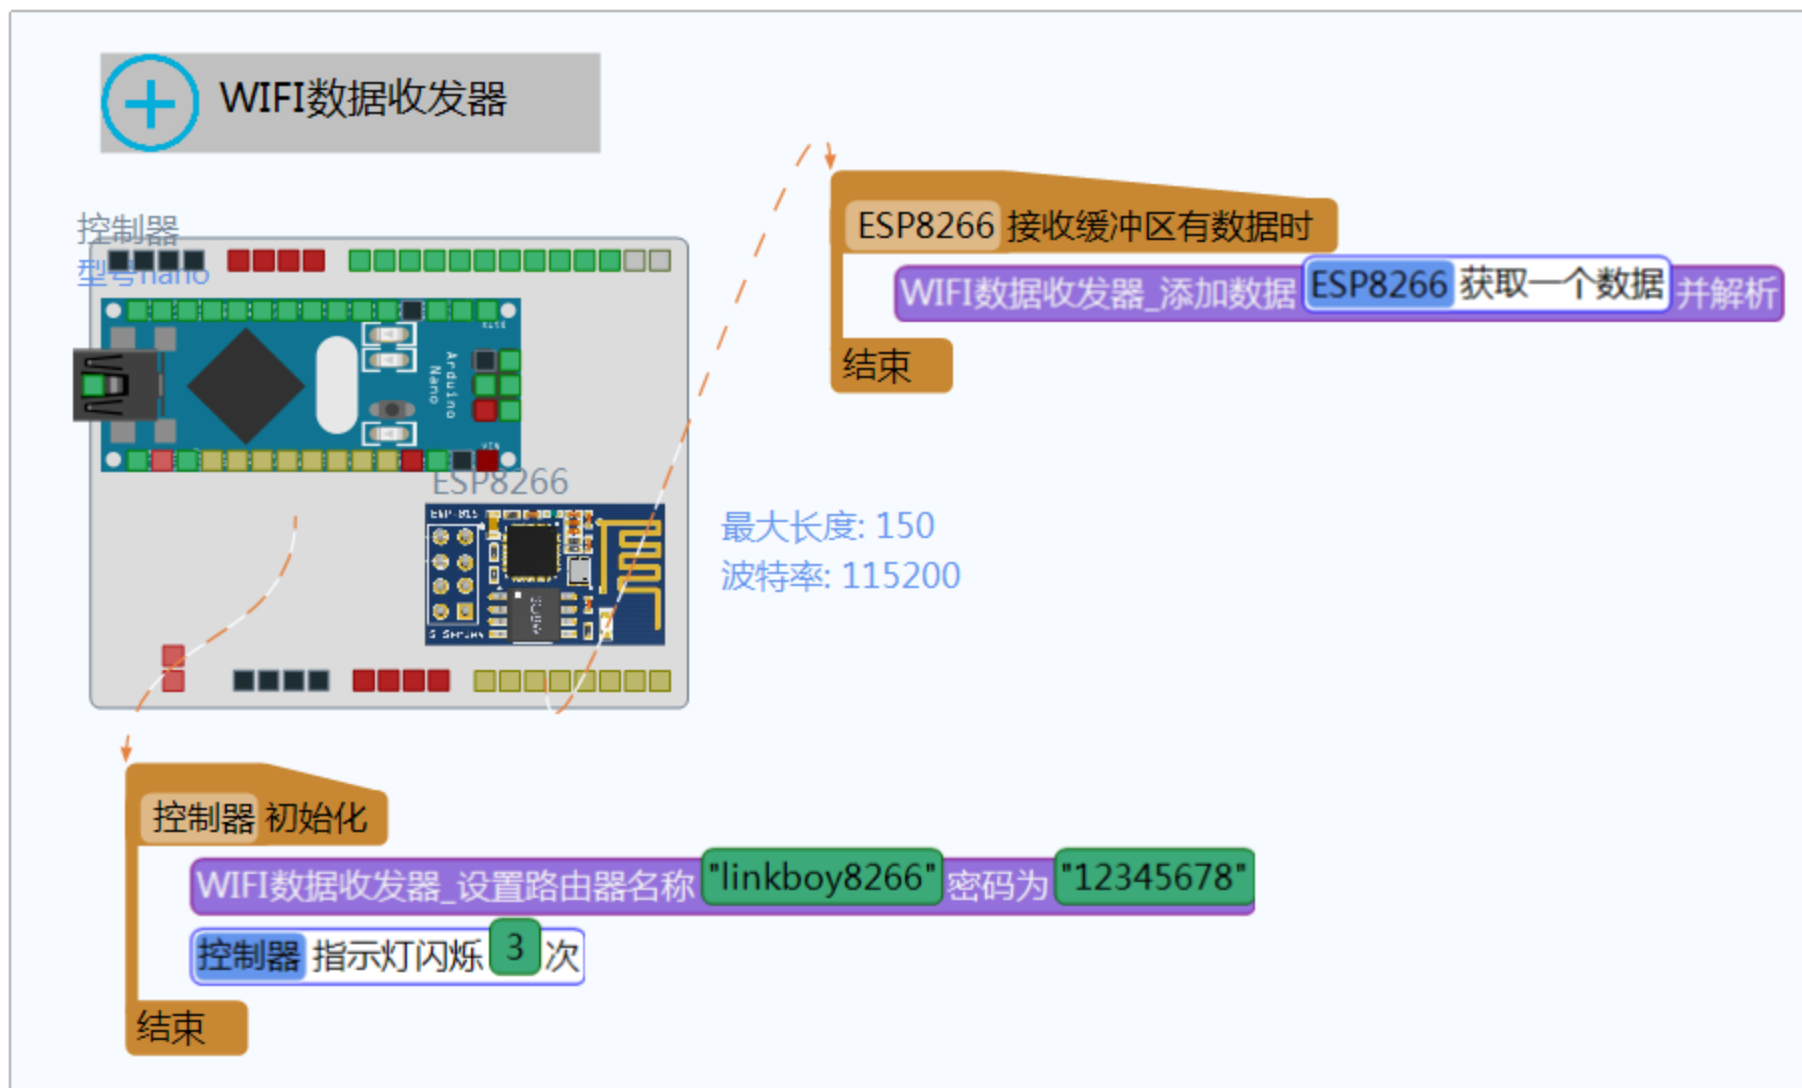 WIFI数据收发器
控制器
型号nano
Arduino
Nano
ESP8266
最大长度: 150
波特率: 115200
ESP8266 接收缓冲区有数据时
WIFI数据收发器_添加数据 ESP8266 获取一个数据 并解析
结束
控制器 初始化
WIFI数据收发器_设置路由器名称 "linkboy8266" 密码为 "12345678"
控制器 指示灯闪烁 3 次
结束